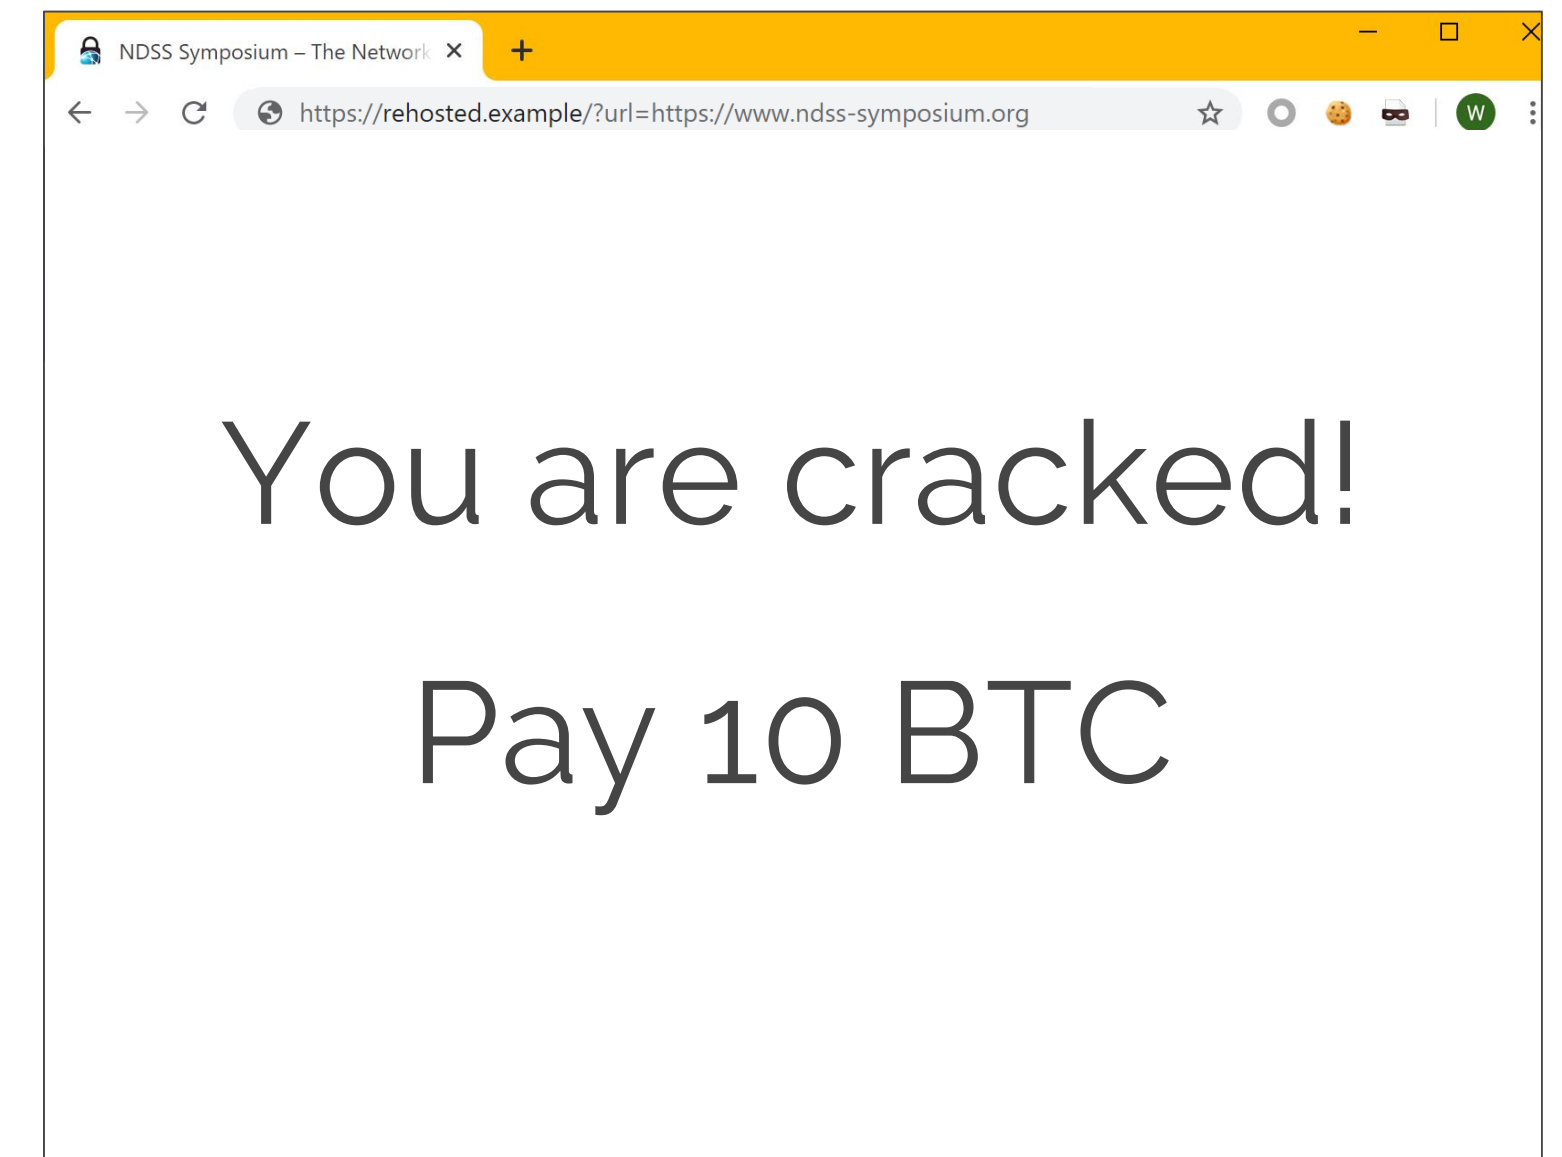 NDSS Symposium – The Network
https://rehosted.example/?url=https://www.ndss-symposium.org
W
You are cracked!
Pay 10 BTC